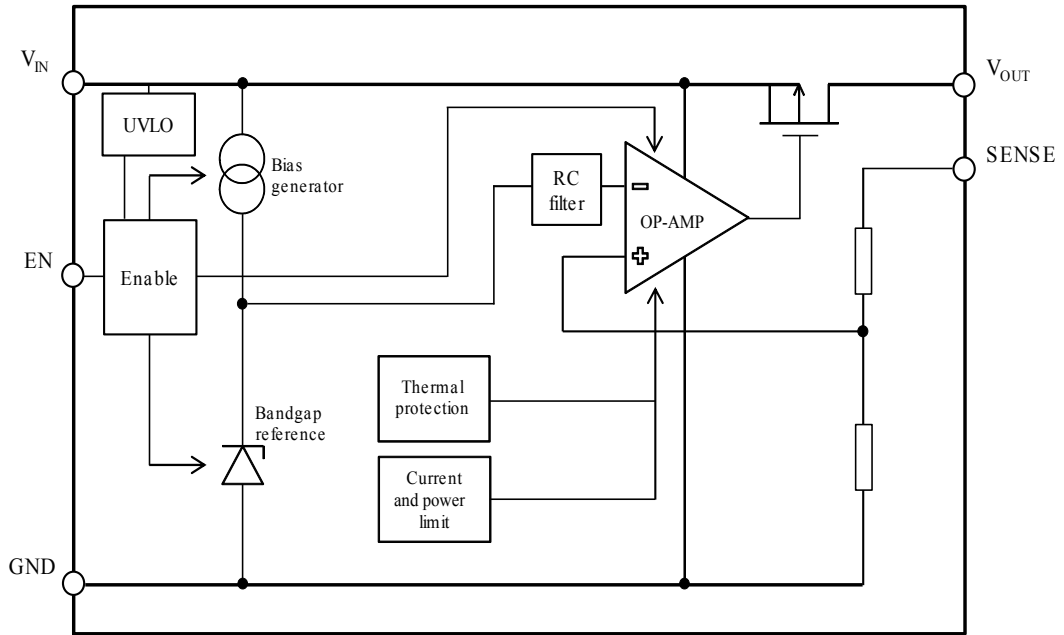 V_IN
V_OUT
UVLO
SENSE
Bias
generator
RC
filter
OP-AMP
EN
Enable
Thermal
protection
Bandgap
reference
Current
and power
limit
GND